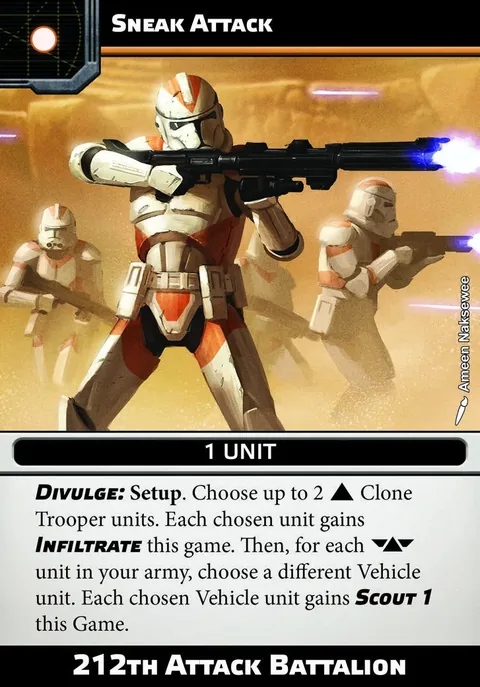 Sneak Attack
Ameen Naksewee
1 UNIT
Divulge: Setup. Choose up to 2 ▲ Clone
Trooper units. Each chosen unit gains
Infiltrate this game. Then, for each
unit in your army, choose a different Vehicle
unit. Each chosen Vehicle unit gains Scout 1
this Game.
212th Attack Battalion